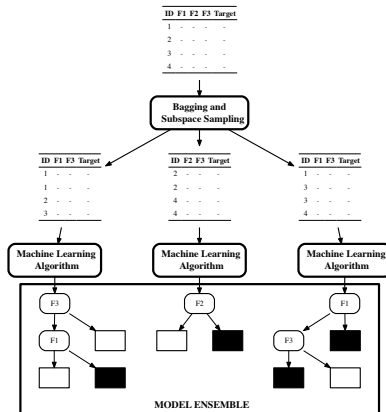 ID F1 F2 F3 Target
1 - - - -
2 - - - -
3 - - - -
4 - - - -
Bagging and
Subspace Sampling
ID F1 F3 Target
1 - - -
1 - - -
2 - - -
3 - - -
ID F2 F3 Target
2 - - -
2 - - -
4 - - -
4 - - -
ID F1 F3 Target
1 - - -
3 - - -
3 - - -
4 - - -
Machine Learning
Algorithm
Machine Learning
Algorithm
Machine Learning
Algorithm
F3
F1
F2
F1
F3
MODEL ENSEMBLE